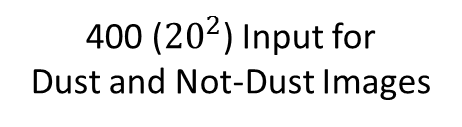 400 (20²) Input for
Dust and Not-Dust Images